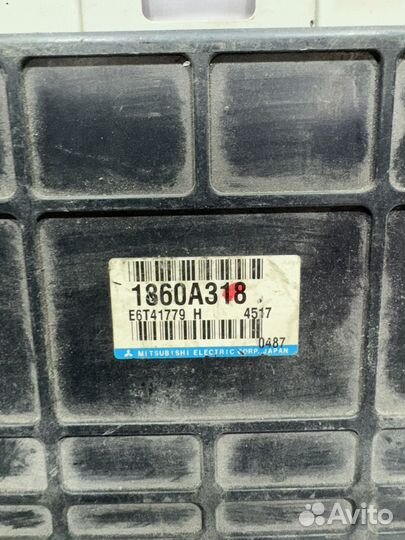 1860A318
E6T41779 H 4517
0487
MITSUBISHI ELECTRIC CORP. JAPAN
Avito